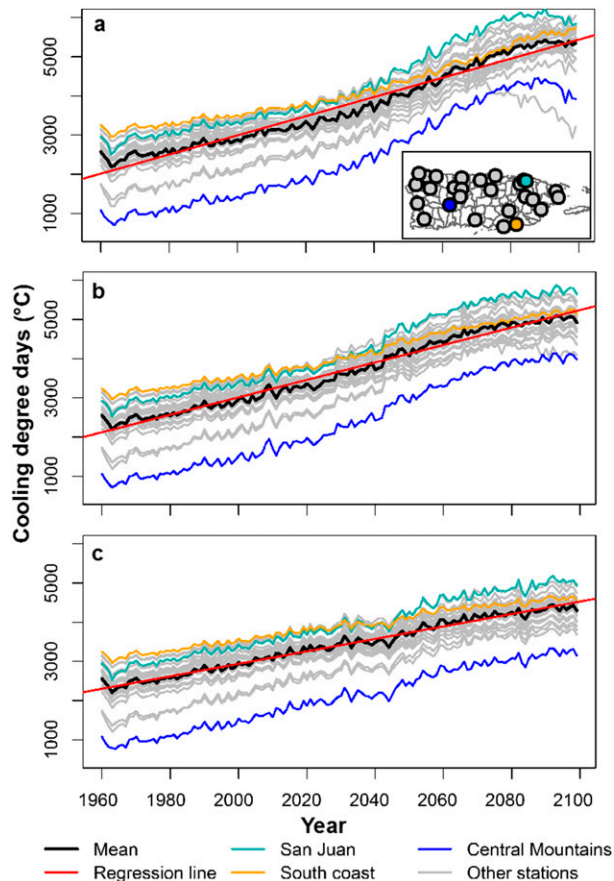 a
5000
3000
1000
b
5000
3000
1000
Cooling degree days (°C)
c
5000
3000
1000
1960 1980 2000 2020 2040 2060 2080 2100
Year
Mean San Juan Central Mountains
Regression line South coast Other stations